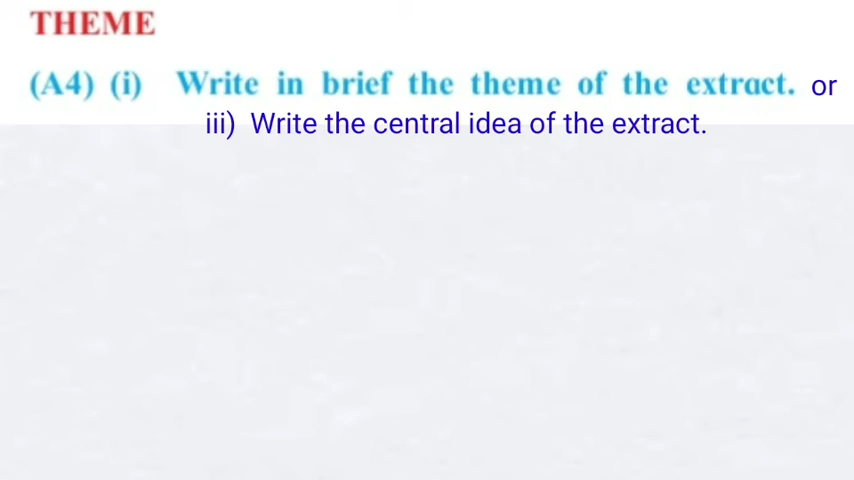 THEME
(A4) (i) Write in brief the theme of the extract. or
iii) Write the central idea of the extract.